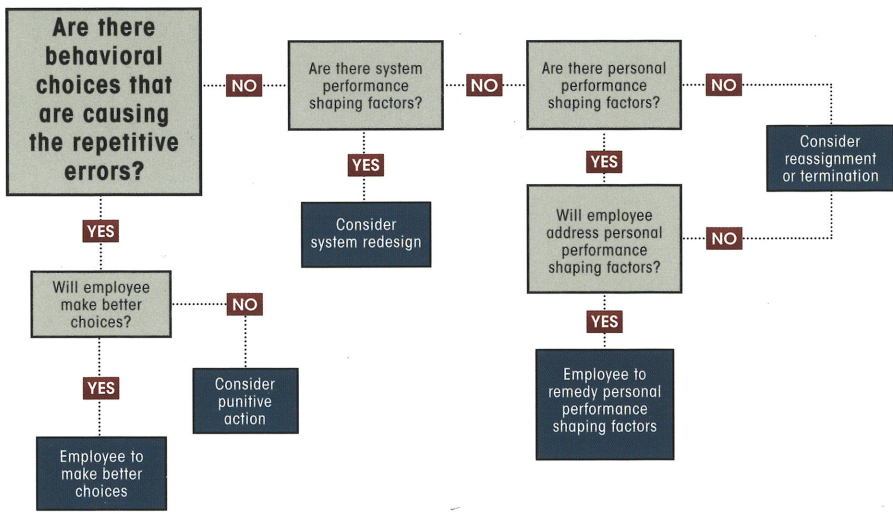 Are there
behavioral
choices that
are causing
the repetitive
errors?
NO
Are there system
performance
shaping factors?
NO
Are there personal
performance
shaping factors?
NO
YES
YES
Consider
reassignment
or termination
Consider
system redesign
Will employee
address personal
performance
shaping factors?
NO
YES
Will employee
make better
choices?
NO
YES
Employee to
remedy personal
performance
shaping factors
Consider
punitive
action
YES
Employee to
make better
choices